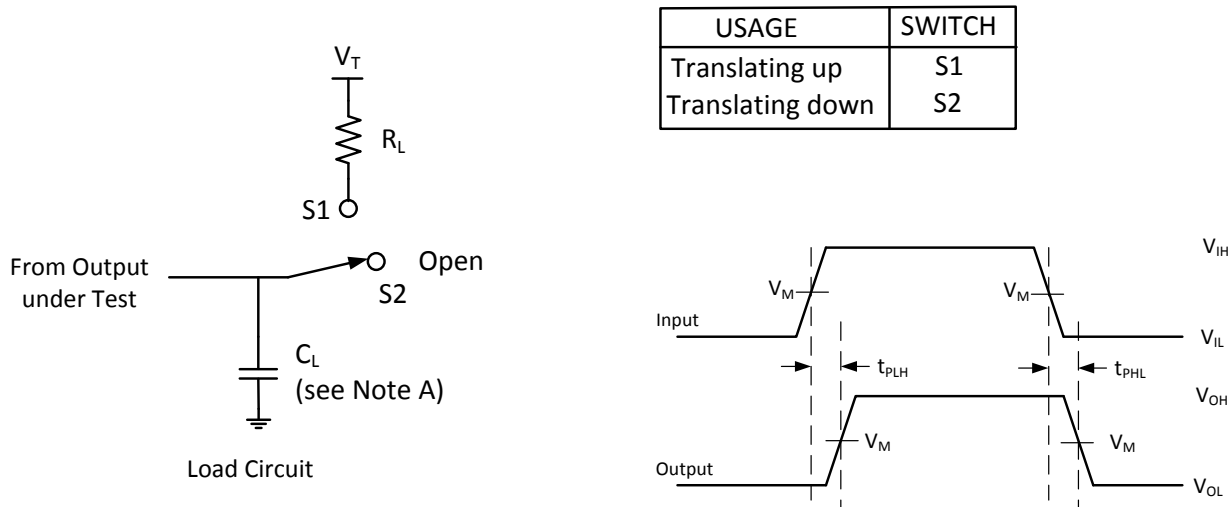 V_T
R_L
S1
From Output
under Test
Open
S2
C_L
(see Note A)
Load Circuit
USAGE SWITCH
Translating up S1
Translating down S2
V_IH
V_M V_M
Input
V_IL
t_PLH t_PHL
V_OH
V_M V_M
Output
V_OL